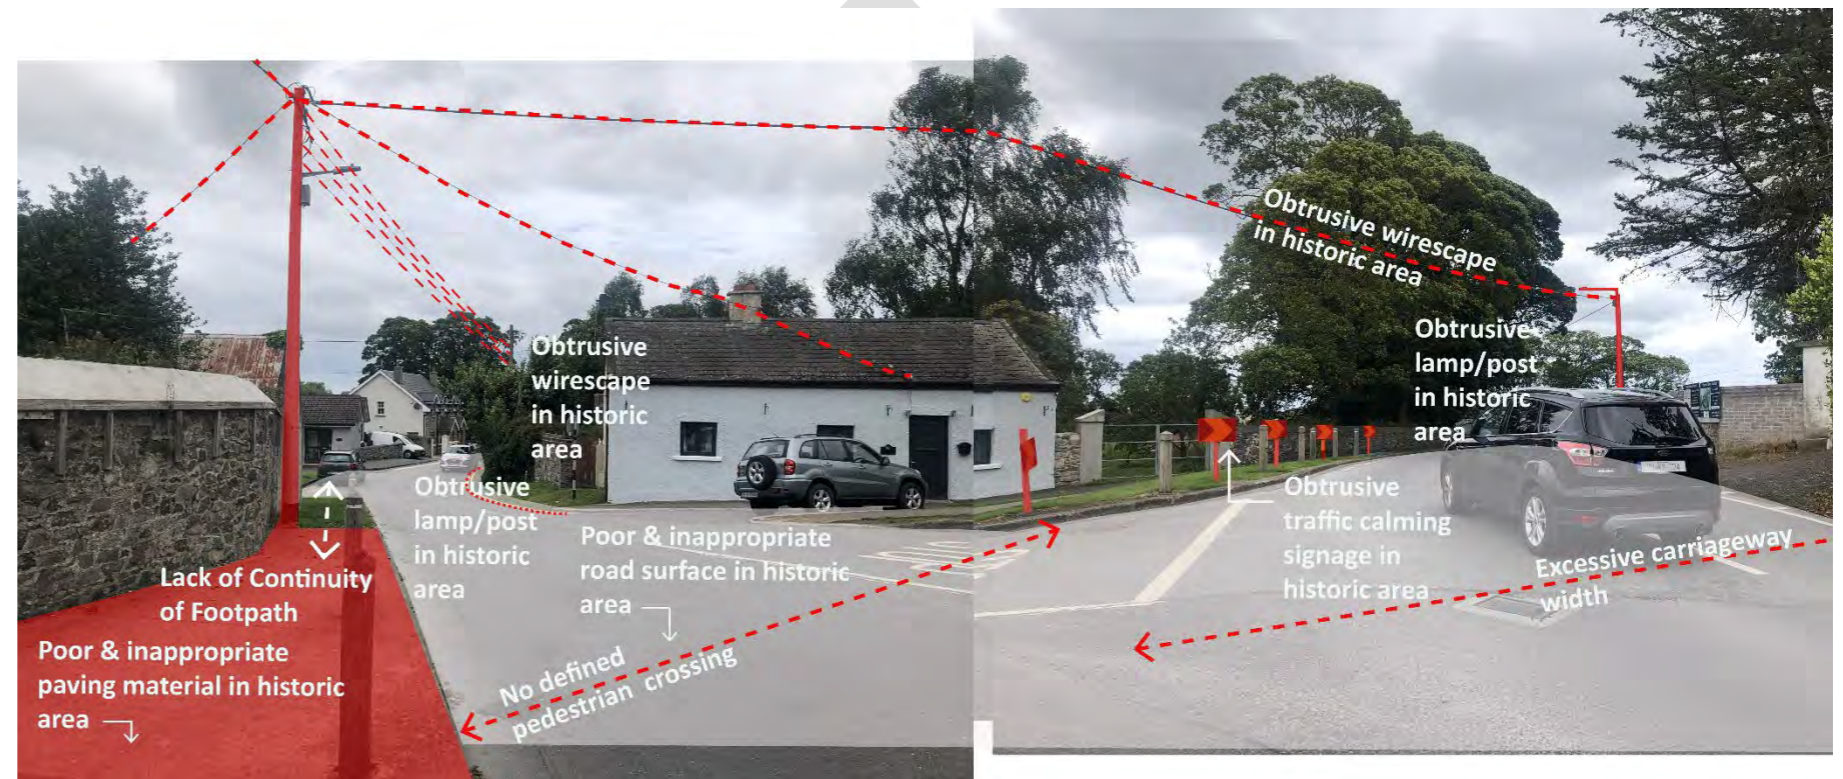 Obtrusive wirescape
in historic area
Obtrusive
wirescape
in historic
area
Obtrusive
lamp/post
in historic
area
Obtrusive
lamp/post
in historic
area
Poor & inappropriate
road surface in historic
area
Obtrusive
traffic calming
signage in
historic area
Excessive carriageway
width
Lack of Continuity
of Footpath
Poor & inappropriate
paving material in historic
area
No defined
pedestrian crossing